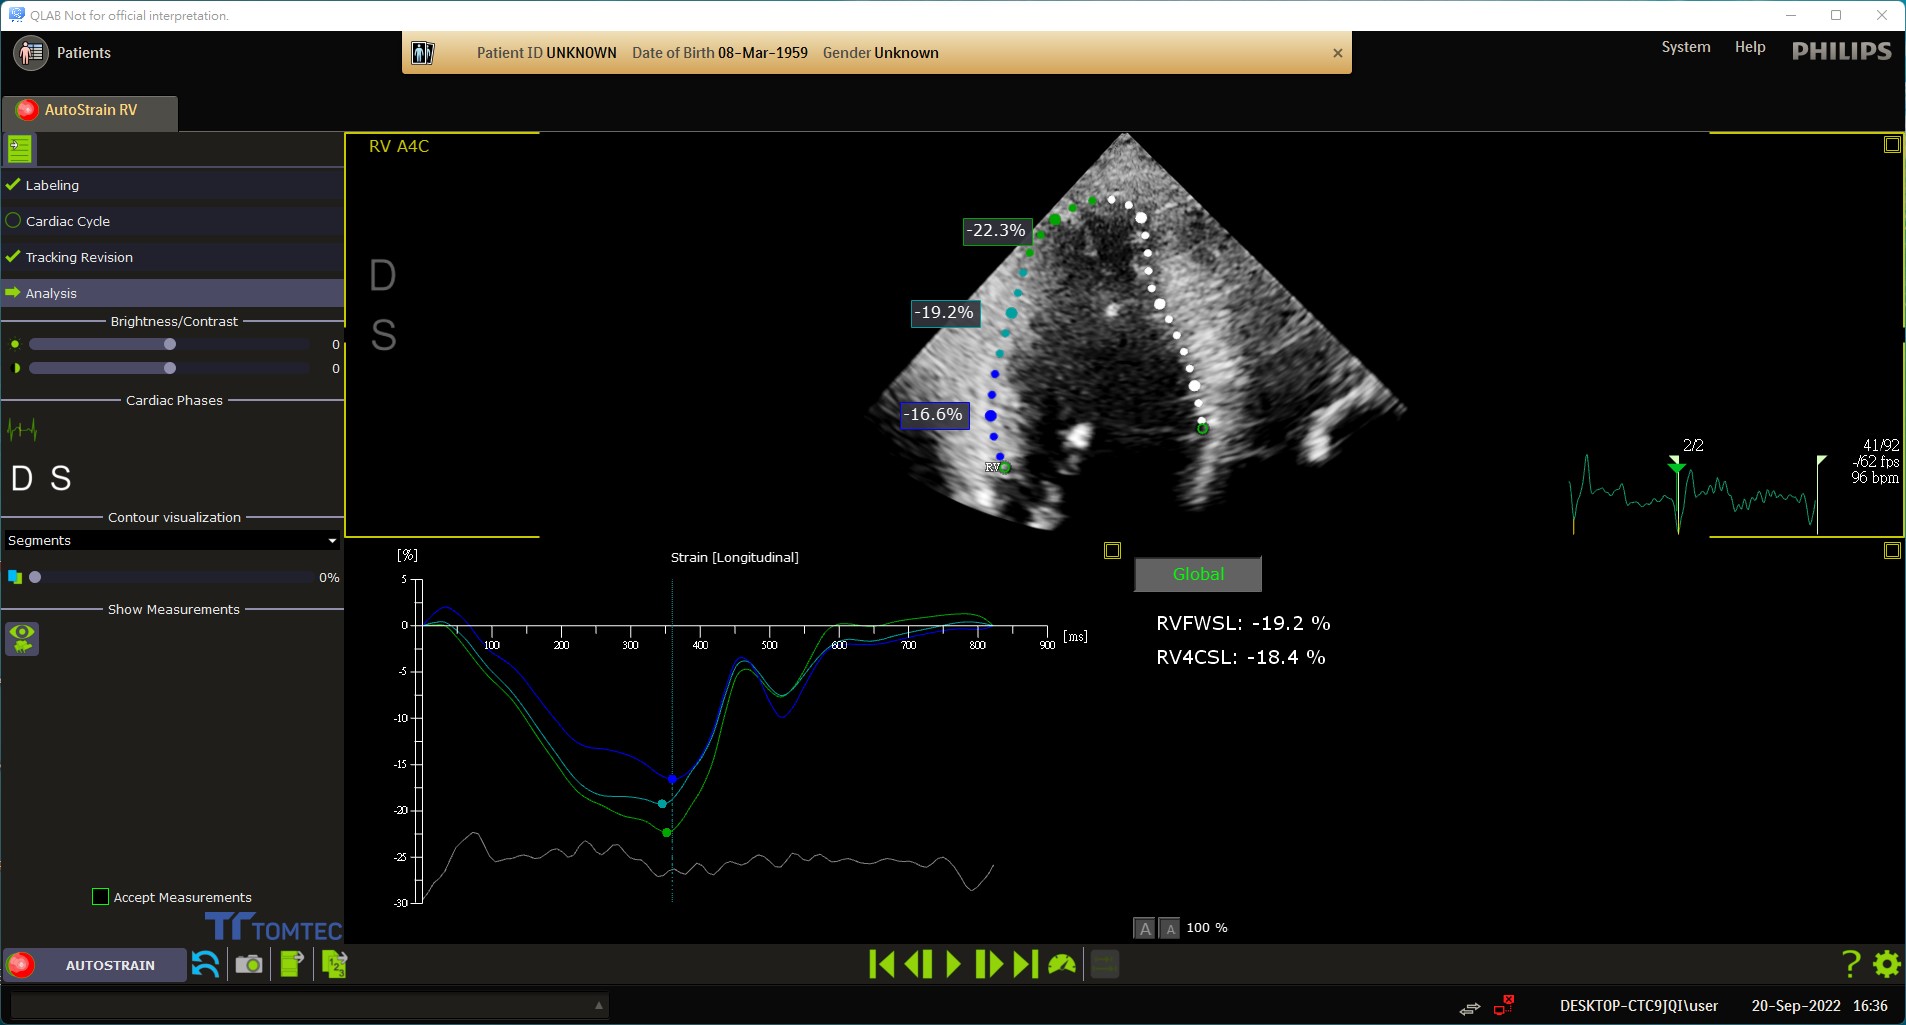 QLAB Not for official interpretation.
Patients
Patient ID UNKNOWN Date of Birth 08-Mar-1959 Gender Unknown
System Help PHILIPS
AutoStrain RV
Labeling
Cardiac Cycle
Tracking Revision
Analysis
Brightness/Contrast
0
0
Cardiac Phases
D S
Contour visualization
Segments
0%
Show Measurements
Accept Measurements
TOMTEC
RV A4C
D
S
-22.3%
-19.2%
-16.6%
RV
2/2
41/92
-/62 fps
96 bpm
[%]
Strain [Longitudinal]
5
0
-5
-10
-15
-20
-25
-30
100 200 300 400 500 600 700 800 900 [ms]
Global
RVFWSL: -19.2 %
RV4CSL: -18.4 %
A A 100 %
AUTOSTRAIN
1 2 3
?
DESKTOP-CTC9JQI\user 20-Sep-2022 16:36